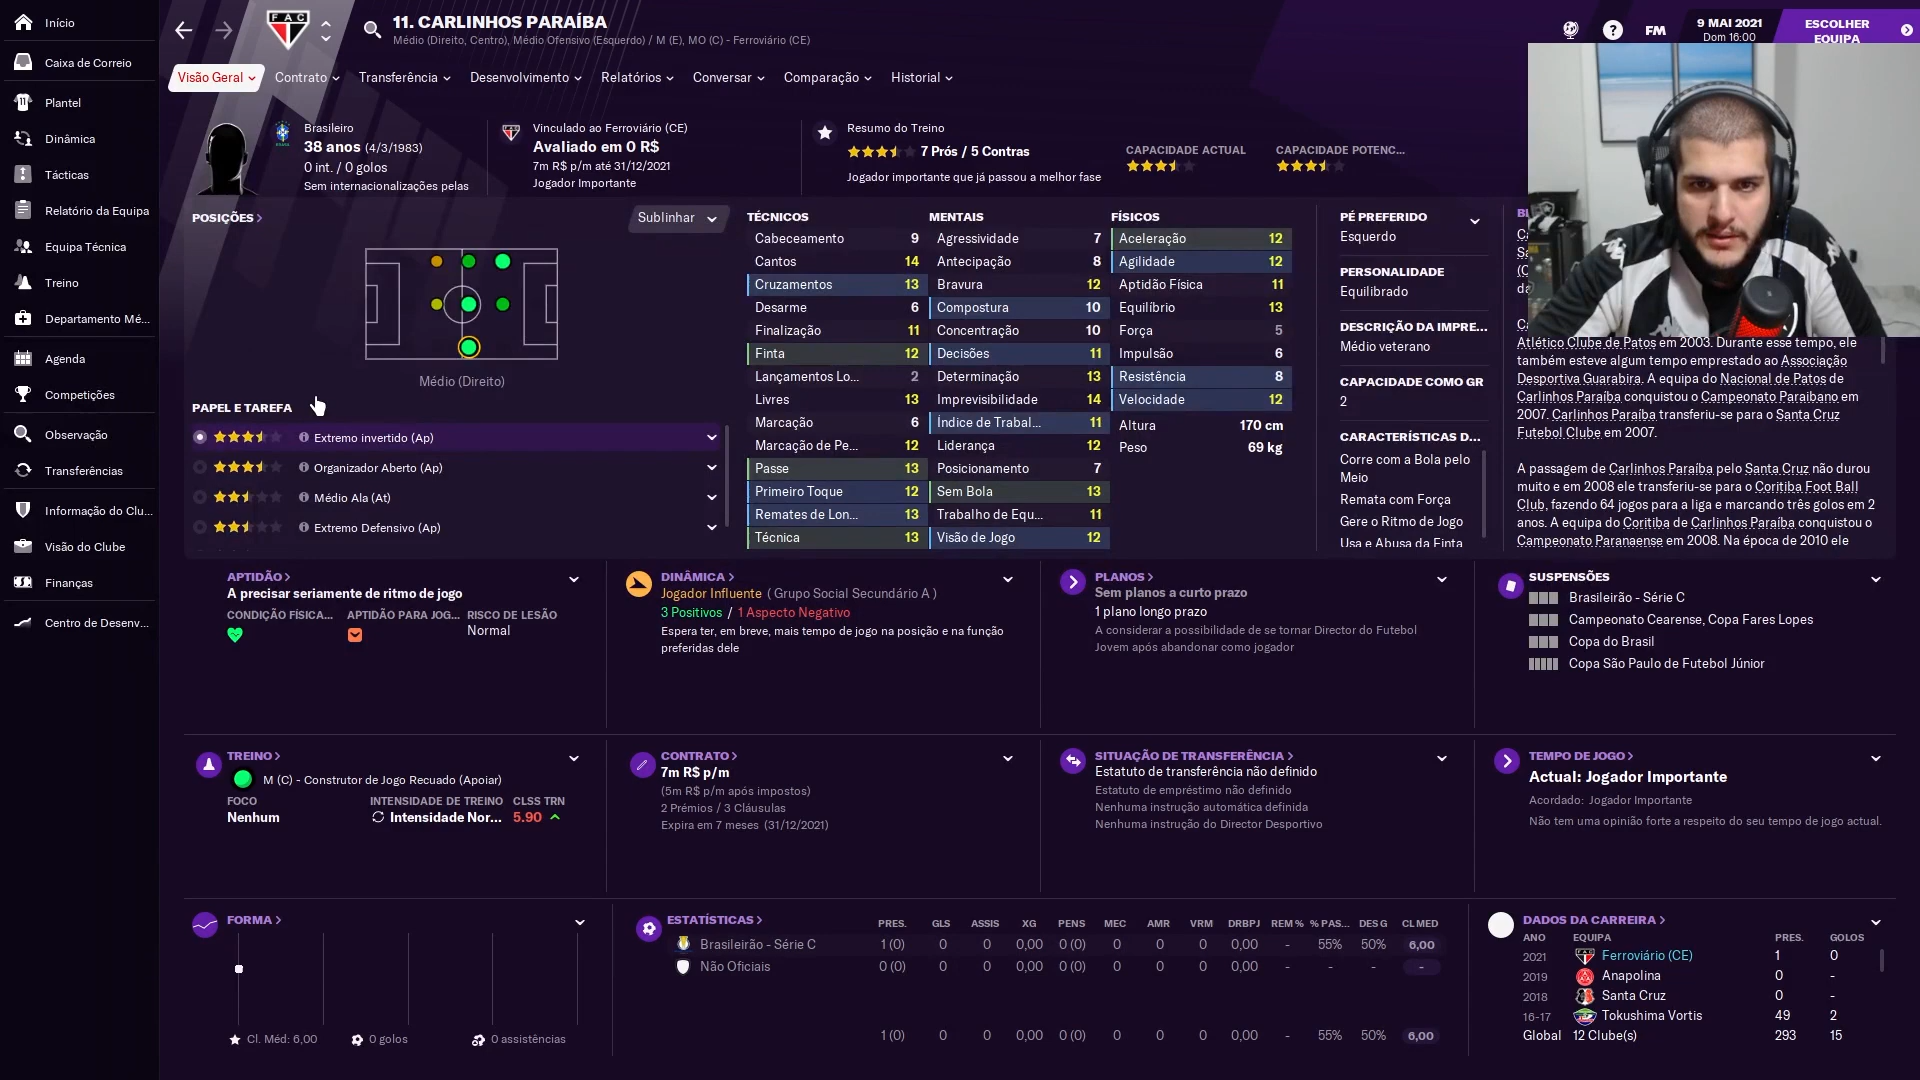 Início
Caixa de Correio
Plantel
Dinâmica
Tácticas
Relatório da Equipa
Equipa Técnica
Treino
Departamento Mé...
Agenda
Competições
Observação
Transferências
Informação do Clu...
Visão do Clube
Finanças
Centro de Desenv...
FAC
11. CARLINHOS PARAÍBA
Médio (Direito, Centro), Médio Ofensivo (Esquerdo) / M (E), MO (C) - Ferroviário (CE)
FM
9 MAI 2021
Dom 16:00
ESCOLHER
EQUIPA
Visão Geral
Contrato
Transferência
Desenvolvimento
Relatórios
Conversar
Comparação
Historial
Brasileiro
38 anos (4/3/1983)
0 int. / 0 golos
Sem internacionalizações pelas
Vinculado ao Ferroviário (CE)
Avaliado em 0 R$
7m R$ p/m até 31/12/2021
Jogador Importante
Resumo do Treino
7 Prós / 5 Contras
Jogador importante que já passou a melhor fase
CAPACIDADE ACTUAL
CAPACIDADE POTENC...
POSIÇÕES
Sublinhar
Médio (Direito)
PAPEL E TAREFA
Extremo invertido (Ap)
Organizador Aberto (Ap)
Médio Ala (At)
Extremo Defensivo (Ap)
TÉCNICOS
Cabeceamento 9
Cantos 14
Cruzamentos 13
Desarme 6
Finalização 11
Finta 12
Lançamentos Lo... 2
Livres 13
Marcação 6
Marcação de Pe... 12
Passe 13
Primeiro Toque 12
Remates de Lon... 13
Técnica 13
MENTAIS
Agressividade 7
Antecipação 8
Bravura 12
Compostura 10
Concentração 10
Decisões 11
Determinação 13
Imprevisibilidade 14
Índice de Trabal... 11
Liderança 12
Posicionamento 7
Sem Bola 13
Trabalho de Equ... 11
Visão de Jogo 12
FÍSICOS
Aceleração 12
Agilidade 12
Aptidão Física 11
Equilíbrio 13
Força 5
Impulsão 6
Resistência 8
Velocidade 12
Altura 170 cm
Peso 69 kg
PÉ PREFERIDO
Esquerdo
PERSONALIDADE
Equilibrado
DESCRIÇÃO DA IMPRE...
Médio veterano
CAPACIDADE COMO GR
2
CARACTERÍSTICAS D...
Corre com a Bola pelo
Meio
Remata com Força
Gere o Ritmo de Jogo
Usa e Abusa da Finta
Atlético Clube de Patos em 2003. Durante esse tempo, ele
também esteve algum tempo emprestado ao Associação
Desportiva Guarabira. A equipa do Nacional de Patos de
Carlinhos Paraíba conquistou o Campeonato Paraibano em
2007. Carlinhos Paraíba transferiu-se para o Santa Cruz
Futebol Clube em 2007.
A passagem de Carlinhos Paraíba pelo Santa Cruz não durou
muito e em 2008 ele transferiu-se para o Coritiba Foot Ball
Club, fazendo 64 jogos para a liga e marcando três golos em 2
anos. A equipa do Coritiba de Carlinhos Paraíba conquistou o
Campeonato Paranaense em 2008. Na época de 2010 ele
APTIDÃO
A precisar seriamente de ritmo de jogo
CONDIÇÃO FÍSICA...
APTIDÃO PARA JOG...
RISCO DE LESÃO
Normal
DINÂMICA
Jogador Influente ( Grupo Social Secundário A )
3 Positivos / 1 Aspecto Negativo
Espera ter, em breve, mais tempo de jogo na posição e na função
preferidas dele
PLANOS
Sem planos a curto prazo
1 plano longo prazo
A considerar a possibilidade de se tornar Director do Futebol
Jovem após abandonar como jogador
SUSPENSÕES
Brasileirão - Série C
Campeonato Cearense, Copa Fares Lopes
Copa do Brasil
Copa São Paulo de Futebol Júnior
TREINO
M (C) - Construtor de Jogo Recuado (Apoiar)
FOCO INTENSIDADE DE TREINO CLSS TRN
Nenhum Intensidade Nor... 5.90
CONTRATO
7m R$ p/m
(5m R$ p/m após impostos)
2 Prémios / 3 Cláusulas
Expira em 7 meses (31/12/2021)
SITUAÇÃO DE TRANSFERÊNCIA
Estatuto de transferência não definido
Estatuto de empréstimo não definido
Nenhuma instrução automática definida
Nenhuma instrução do Director Desportivo
TEMPO DE JOGO
Actual: Jogador Importante
Acordado: Jogador Importante
Não tem uma opinião forte a respeito do seu tempo de jogo actual.
FORMA
Cl. Méd: 6,00 0 golos 0 assistências
ESTATÍSTICAS PRES. GLS ASSIS XG PENS MEC AMR VRM DRBPJ REM % % PAS... DES G CL MED
Brasileirão - Série C 1 (0) 0 0 0,00 0 (0) 0 0 0 0,00 - 55% 50% 6,00
Não Oficiais 0 (0) 0 0 0,00 0 (0) 0 0 0 0,00 - - - -
1 (0) 0 0 0,00 0 (0) 0 0 0 0,00 - 55% 50% 6,00
DADOS DA CARREIRA
ANO EQUIPA PRES. GOLOS
2021 Ferroviário (CE) 1 0
2019 Anapolina 0 -
2018 Santa Cruz 0 -
16-17 Tokushima Vortis 49 2
Global 12 Clube(s) 293 15